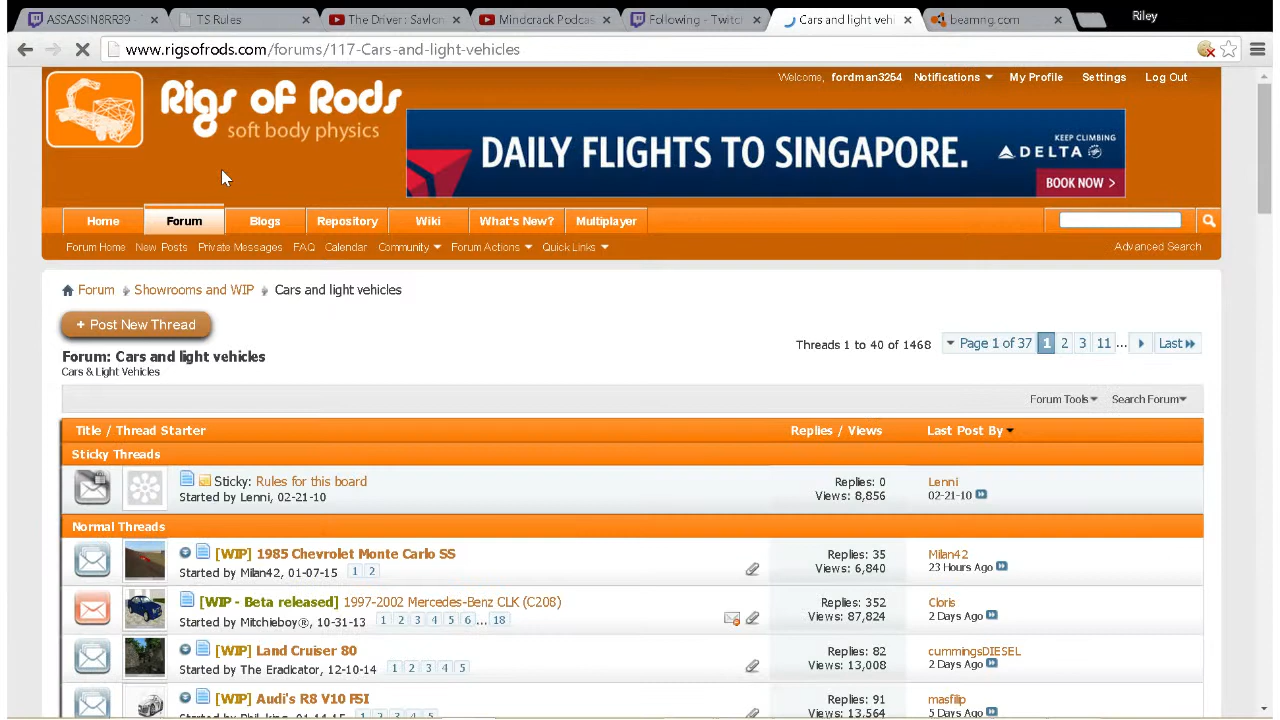 ASSASSIN8RR39 -
TS Rules
The Driver : Savlon
Mindcrack Podcas
Following - Twitch
Cars and light vehi
beamng.com
Riley
www.rigsofrods.com/forums/117-Cars-and-light-vehicles
Rigs of Rods
soft body physics
Welcome, fordman3254 Notifications My Profile Settings Log Out
DAILY FLIGHTS TO SINGAPORE.
KEEP CLIMBING
DELTA
BOOK NOW >
Home Forum Blogs Repository Wiki What's New? Multiplayer
Forum Home New Posts Private Messages FAQ Calendar Community Forum Actions Quick Links Advanced Search
Forum Showrooms and WIP Cars and light vehicles
+ Post New Thread
Threads 1 to 40 of 1468 Page 1 of 37 1 2 3 11 ... Last
Forum: Cars and light vehicles
Cars & Light Vehicles
Forum Tools Search Forum
Title / Thread Starter Replies / Views Last Post By
Sticky Threads
Sticky: Rules for this board Replies: 0 Lenni
Started by Lenni, 02-21-10 Views: 8,856 02-21-10
Normal Threads
[WIP] 1985 Chevrolet Monte Carlo SS Replies: 35 Milan42
Started by Milan42, 01-07-15 1 2 Views: 6,840 23 Hours Ago
[WIP - Beta released] 1997-2002 Mercedes-Benz CLK (C208) Replies: 352 Cloris
Started by Mitchieboy®, 10-31-13 1 2 3 4 5 6 ... 18 Views: 87,824 2 Days Ago
[WIP] Land Cruiser 80 Replies: 82 cummingsDIESEL
Started by The Eradicator, 12-10-14 1 2 3 4 5 Views: 13,008 2 Days Ago
[WIP] Audi's R8 V10 FSI Replies: 91 masfilip
Started by 1 2 3 4 5 Views: 13,564 5 Days Ago